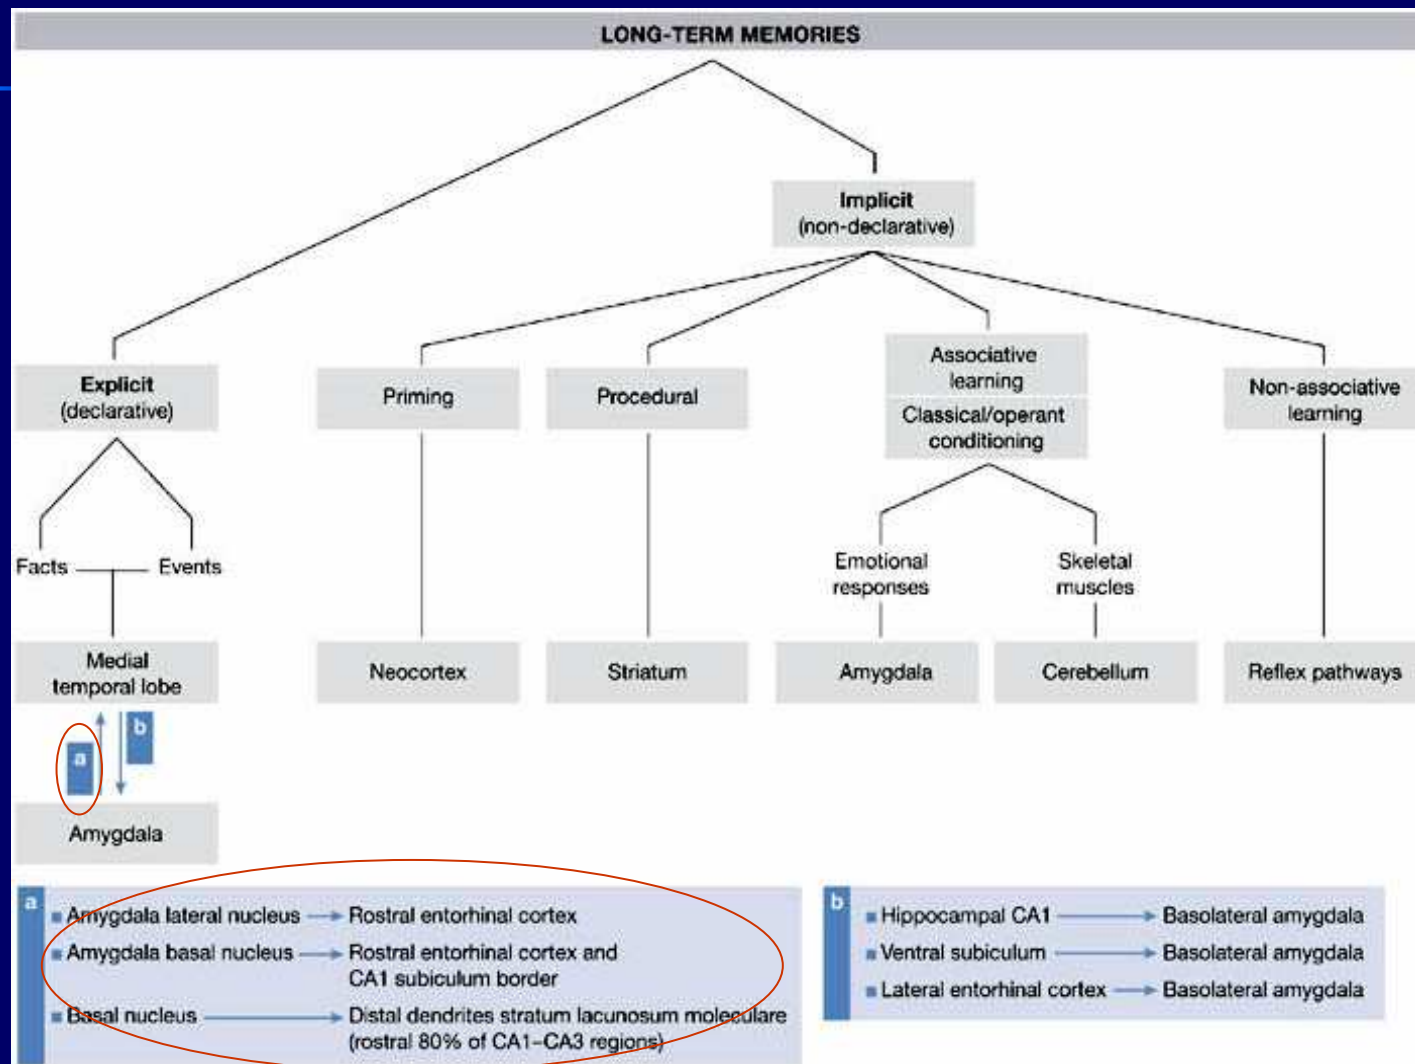 LONG-TERM MEMORIES
Implicit
(non-declarative)
Explicit
(declarative)
Priming
Procedural
Associative
learning
Classical/operant
conditioning
Non-associative
learning
Facts
Events
Emotional
responses
Skeletal
muscles
Medial
temporal lobe
Neocortex
Striatum
Amygdala
Cerebellum
Reflex pathways
a
b
Amygdala
a
Amygdala lateral nucleus → Rostral entorhinal cortex
Amygdala basal nucleus → Rostral entorhinal cortex and
CA1 subiculum border
Basal nucleus → Distal dendrites stratum lacunosum moleculare
(rostral 80% of CA1–CA3 regions)
b
Hippocampal CA1 → Basolateral amygdala
Ventral subiculum → Basolateral amygdala
Lateral entorhinal cortex → Basolateral amygdala